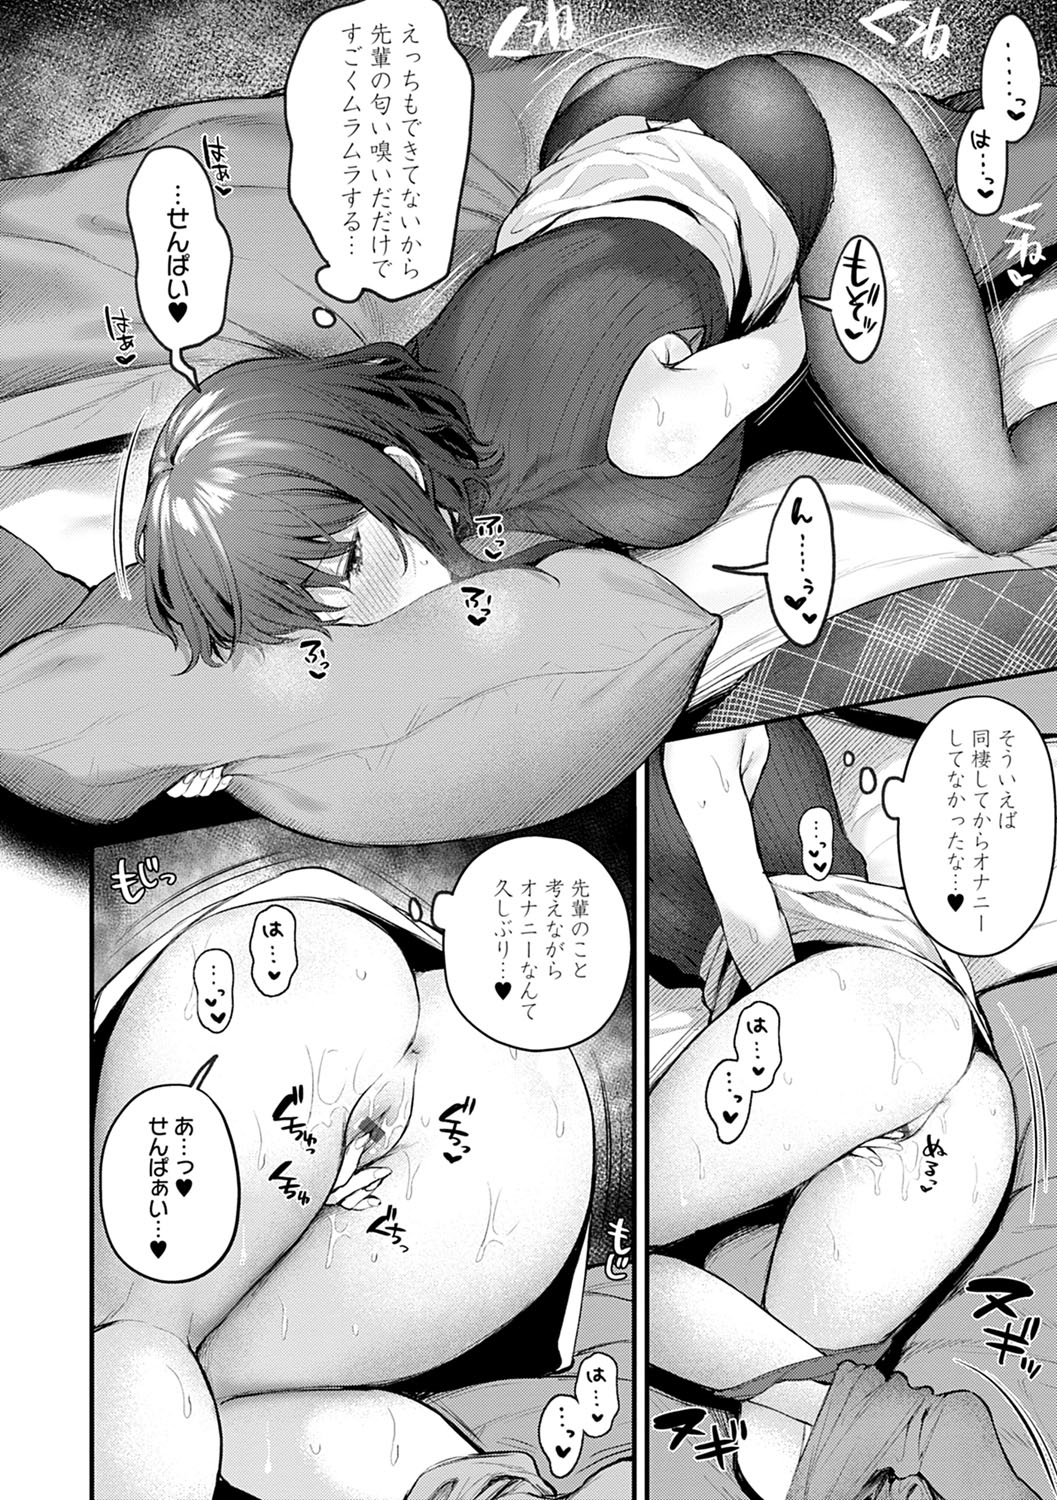 ……
…っ♥
は…っ
♥
えっちもできてないから
先輩の匂い嗅いだだけで
すごくムラムラする…
…せんぱい♥
はぁ♥
はぁ♥
くね
くね
くね
くね
もぞ♥
ん……ぅ
♥♥
ふっ
ふっ
ふっ
そういえば
同棲してからオナニー
してなかったな…♥
…っ♥
は…
…っ♥
ぬるっ
ヌギッ
先輩のこと
考えながら
オナニーなんて
久しぶり…♥
もじっ
は…
…っ♥
あ…っ♥
せんぱぁい…♥
ぐちゅっ
ぐちゅ
ぐちっ
ぐちっ
もじ
は…♥
…っ♥